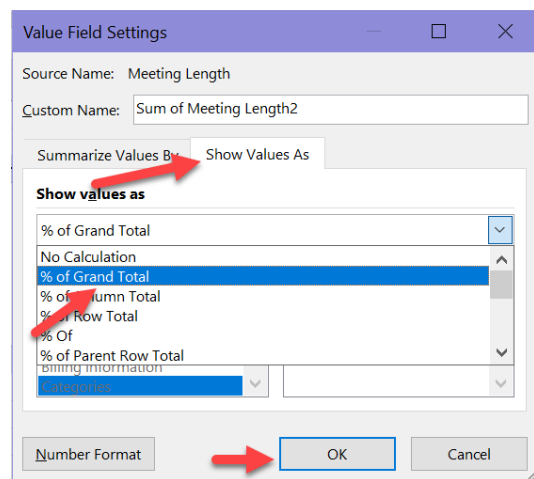 Value Field Settings
Source Name: Meeting Length
Custom Name: Sum of Meeting Length2
Summarize Values By Show Values As
Show values as
% of Grand Total
No Calculation
% of Grand Total
% of Column Total
% of Row Total
% Of
% of Parent Row Total
Billing Information
Categories
Number Format OK Cancel